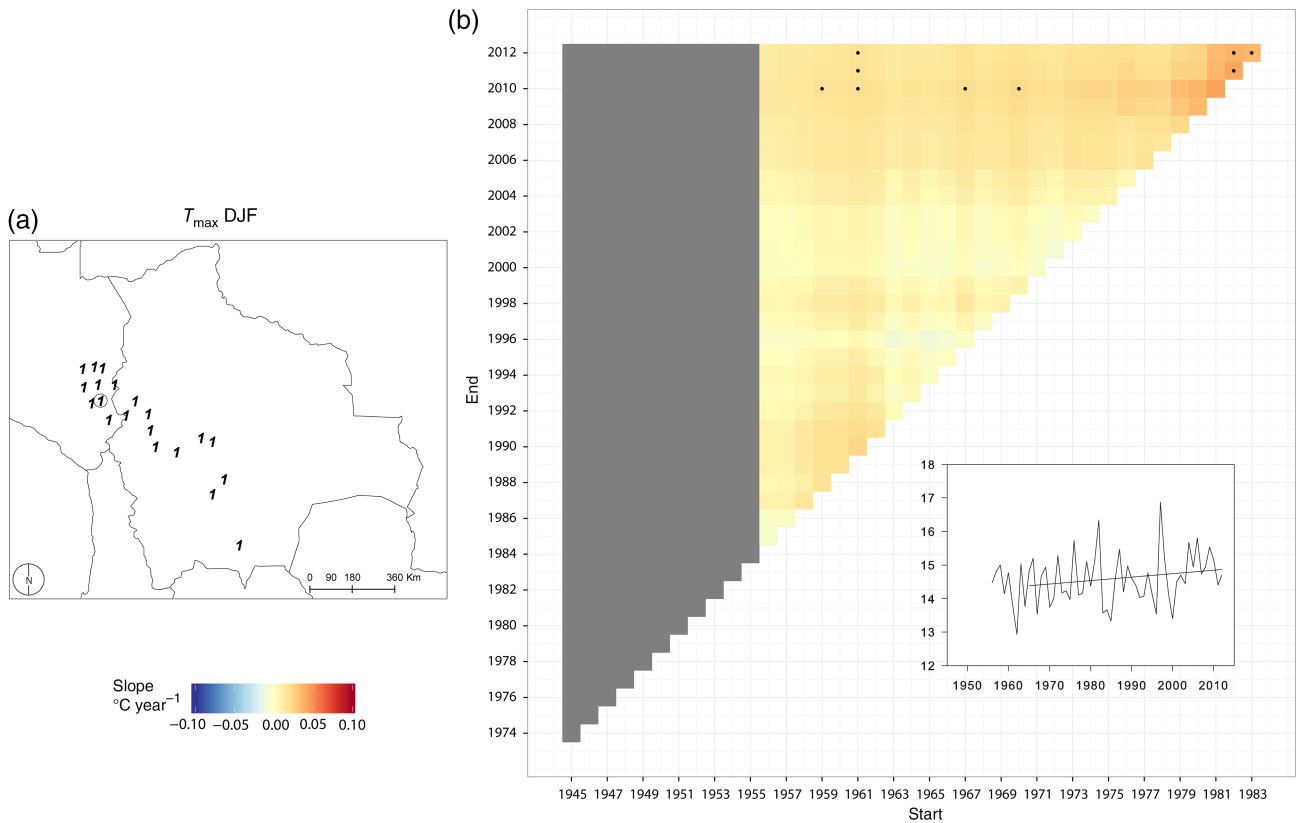 (b)
2012
2010
2008
2006
2004
2002
2000
1998
1996
1994
1992
1990
1988
1986
1984
1982
1980
1978
1976
1974
End
1945 1947 1949 1951 1953 1955 1957 1959 1961 1963 1965 1967 1969 1971 1973 1975 1977 1979 1981 1983
Start
18
17
16
15
14
13
12
1950 1960 1970 1980 1990 2000 2010
(a)
Tmax DJF
1 1 1
1 1 1
1 1 1
1 1 1
1
1 1 1
1 1
1
1
1
N
0 90 180 360 Km
Slope
°C year−1
−0.10 −0.05 0.00 0.05 0.10